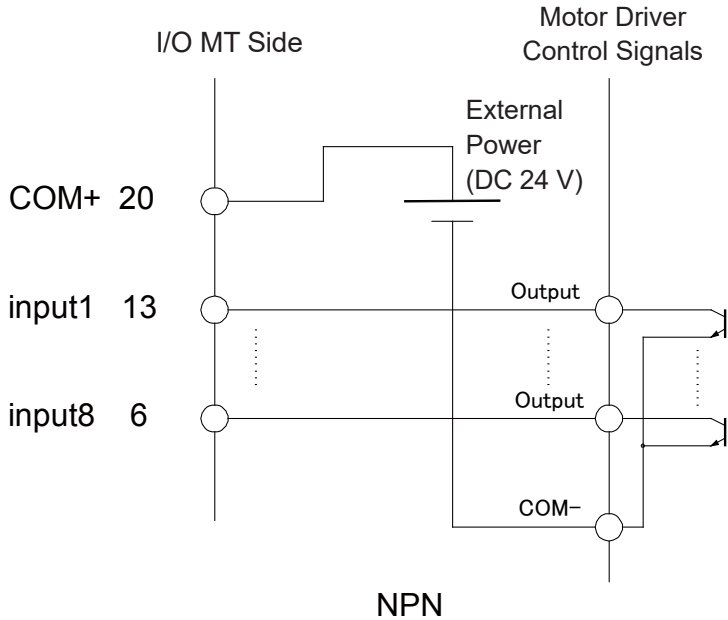 I/O MT Side
Motor Driver
Control Signals
External
Power
(DC 24 V)
COM+ 20
input1 13
Output
input8 6
Output
COM-
NPN